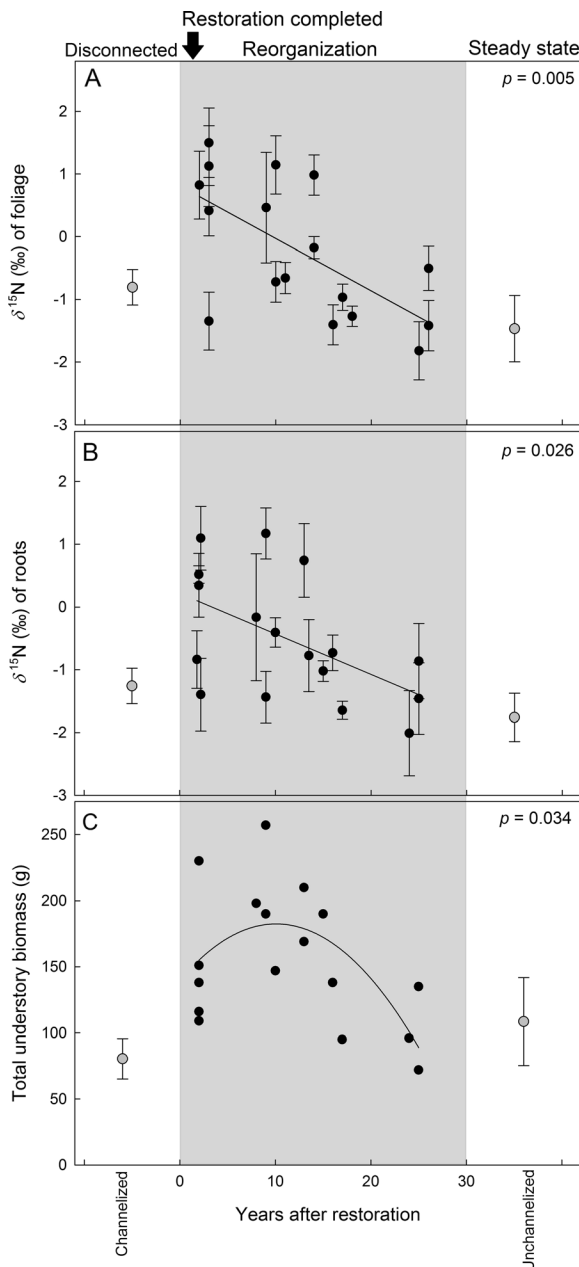 Restoration completed
Disconnected Reorganization Steady state
A
p = 0.005
2
1
0
-1
-2
-3
δ¹⁵N (‰) of foliage
B
p = 0.026
2
1
0
-1
-2
-3
δ¹⁵N (‰) of roots
C
p = 0.034
250
200
150
100
50
0
Total understory biomass (g)
0 10 20 30
Channelized
Years after restoration
Unchannelized